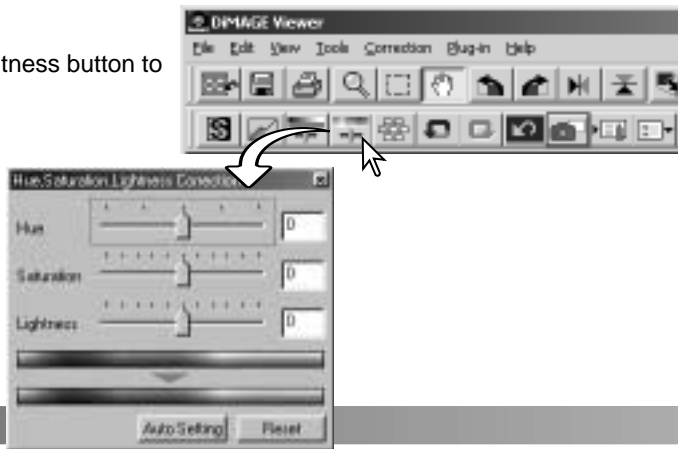 DiMAGE Viewer
File Edit View Tools Correction Plug-in Help
tness button to
Hue,Saturation,Lightness Correction
Hue 0
Saturation 0
Lightness 0
Auto Setting Reset